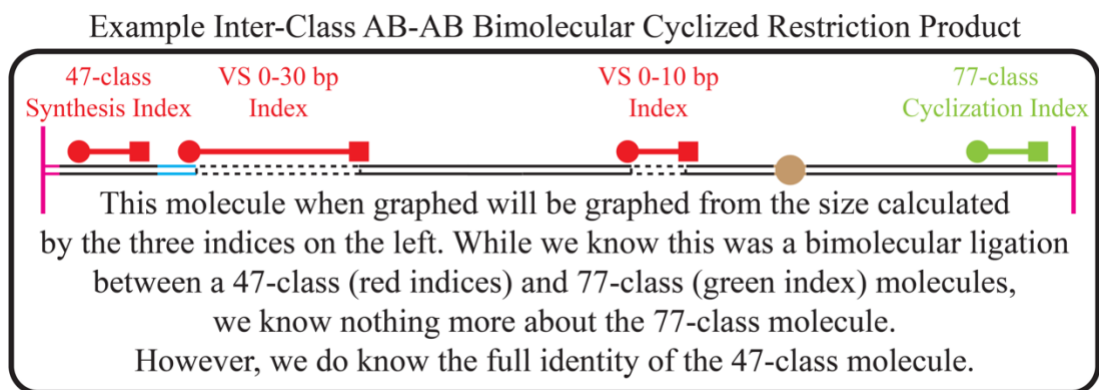 Example Inter-Class AB-AB Bimolecular Cyclized Restriction Product
47-class VS 0-30 bp VS 0-10 bp 77-class
Synthesis Index Index Index Cyclization Index
This molecule when graphed will be graphed from the size calculated
by the three indices on the left. While we know this was a bimolecular ligation
between a 47-class (red indices) and 77-class (green index) molecules,
we know nothing more about the 77-class molecule.
However, we do know the full identity of the 47-class molecule.